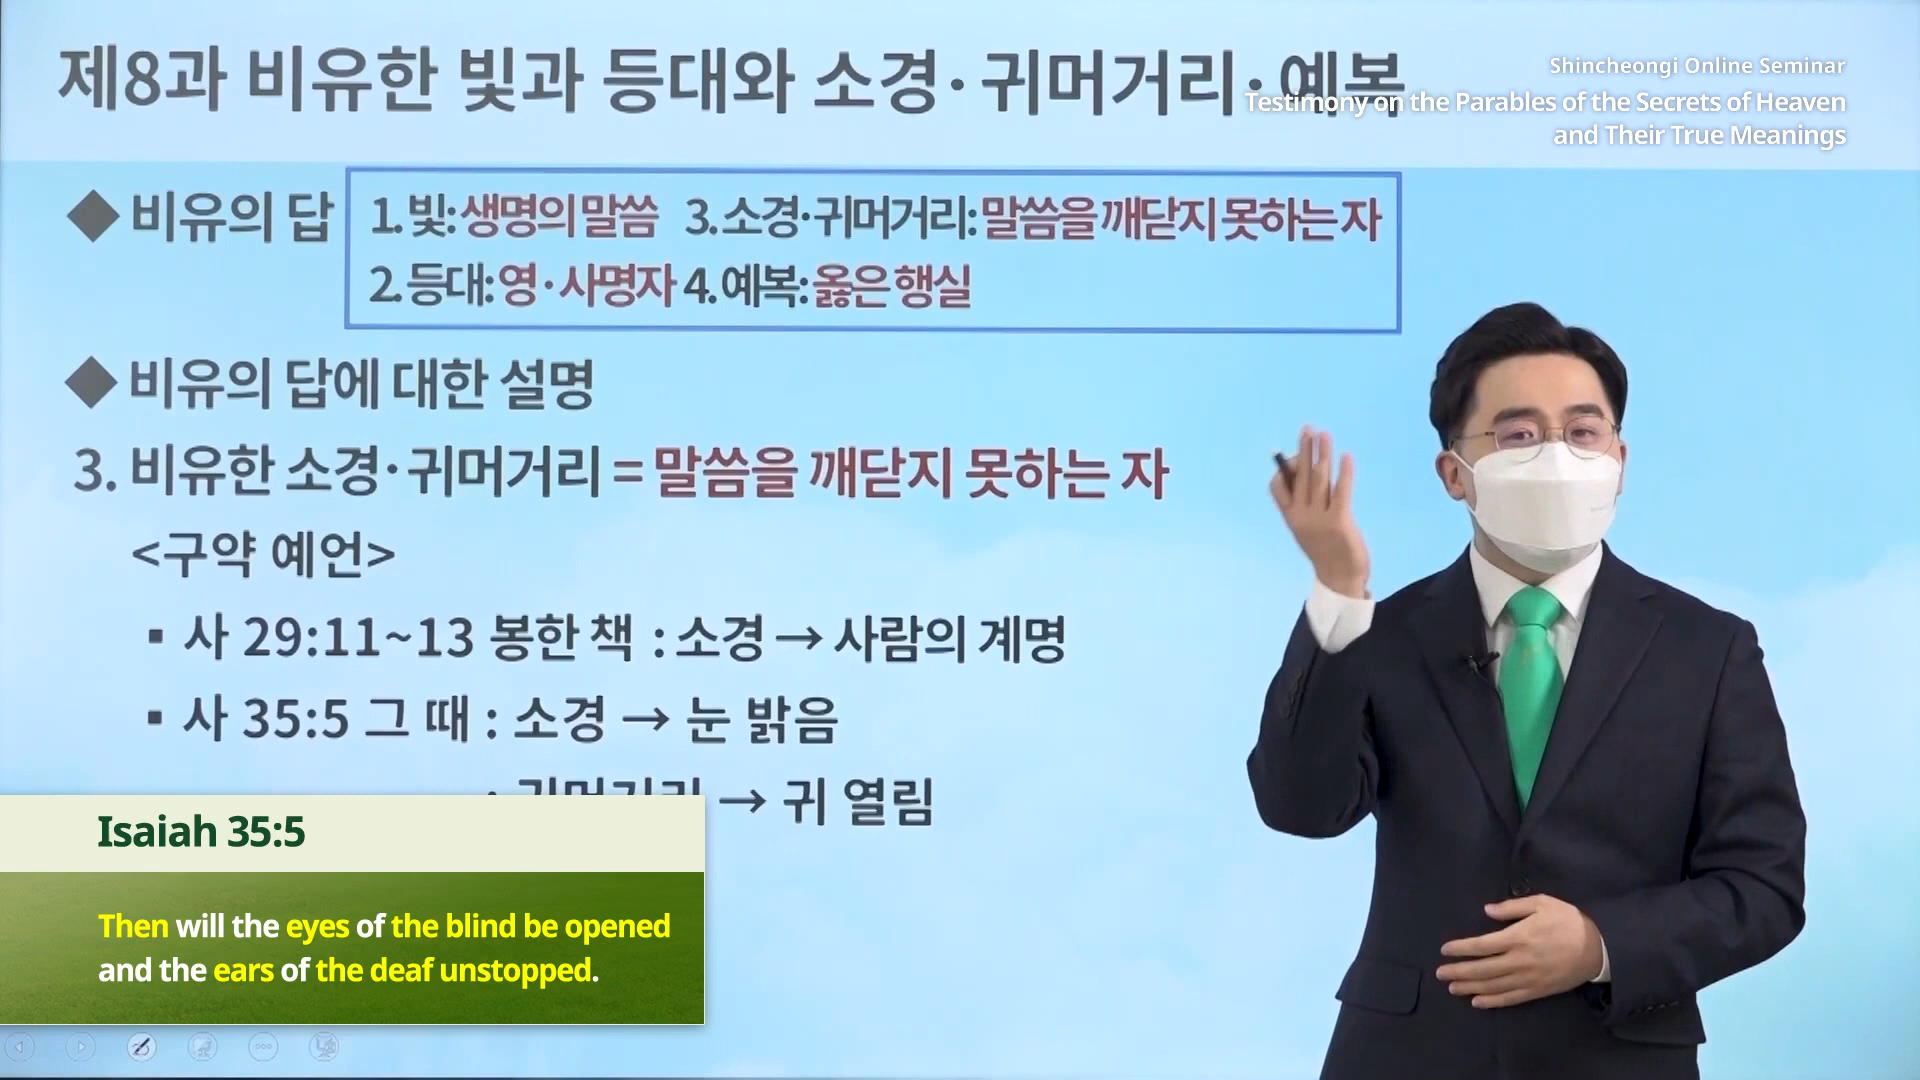 제8과 비유한 빛과 등대와 소경·귀머거리·예복
Shincheongi Online Seminar
Testimony on the Parables of the Secrets of Heaven
and Their True Meanings
◆ 비유의 답
1. 빛: 생명의 말씀 3. 소경·귀머거리: 말씀을 깨닫지 못하는 자
2. 등대: 영·사명자 4. 예복: 옳은 행실
◆ 비유의 답에 대한 설명
3. 비유한 소경·귀머거리 = 말씀을 깨닫지 못하는 자
<구약 예언>
▪ 사 29:11~13 봉한 책 : 소경 → 사람의 계명
▪ 사 35:5 그 때 : 소경 → 눈 밝음
: 귀머거리 → 귀 열림
Isaiah 35:5
Then will the eyes of the blind be opened
and the ears of the deaf unstopped.